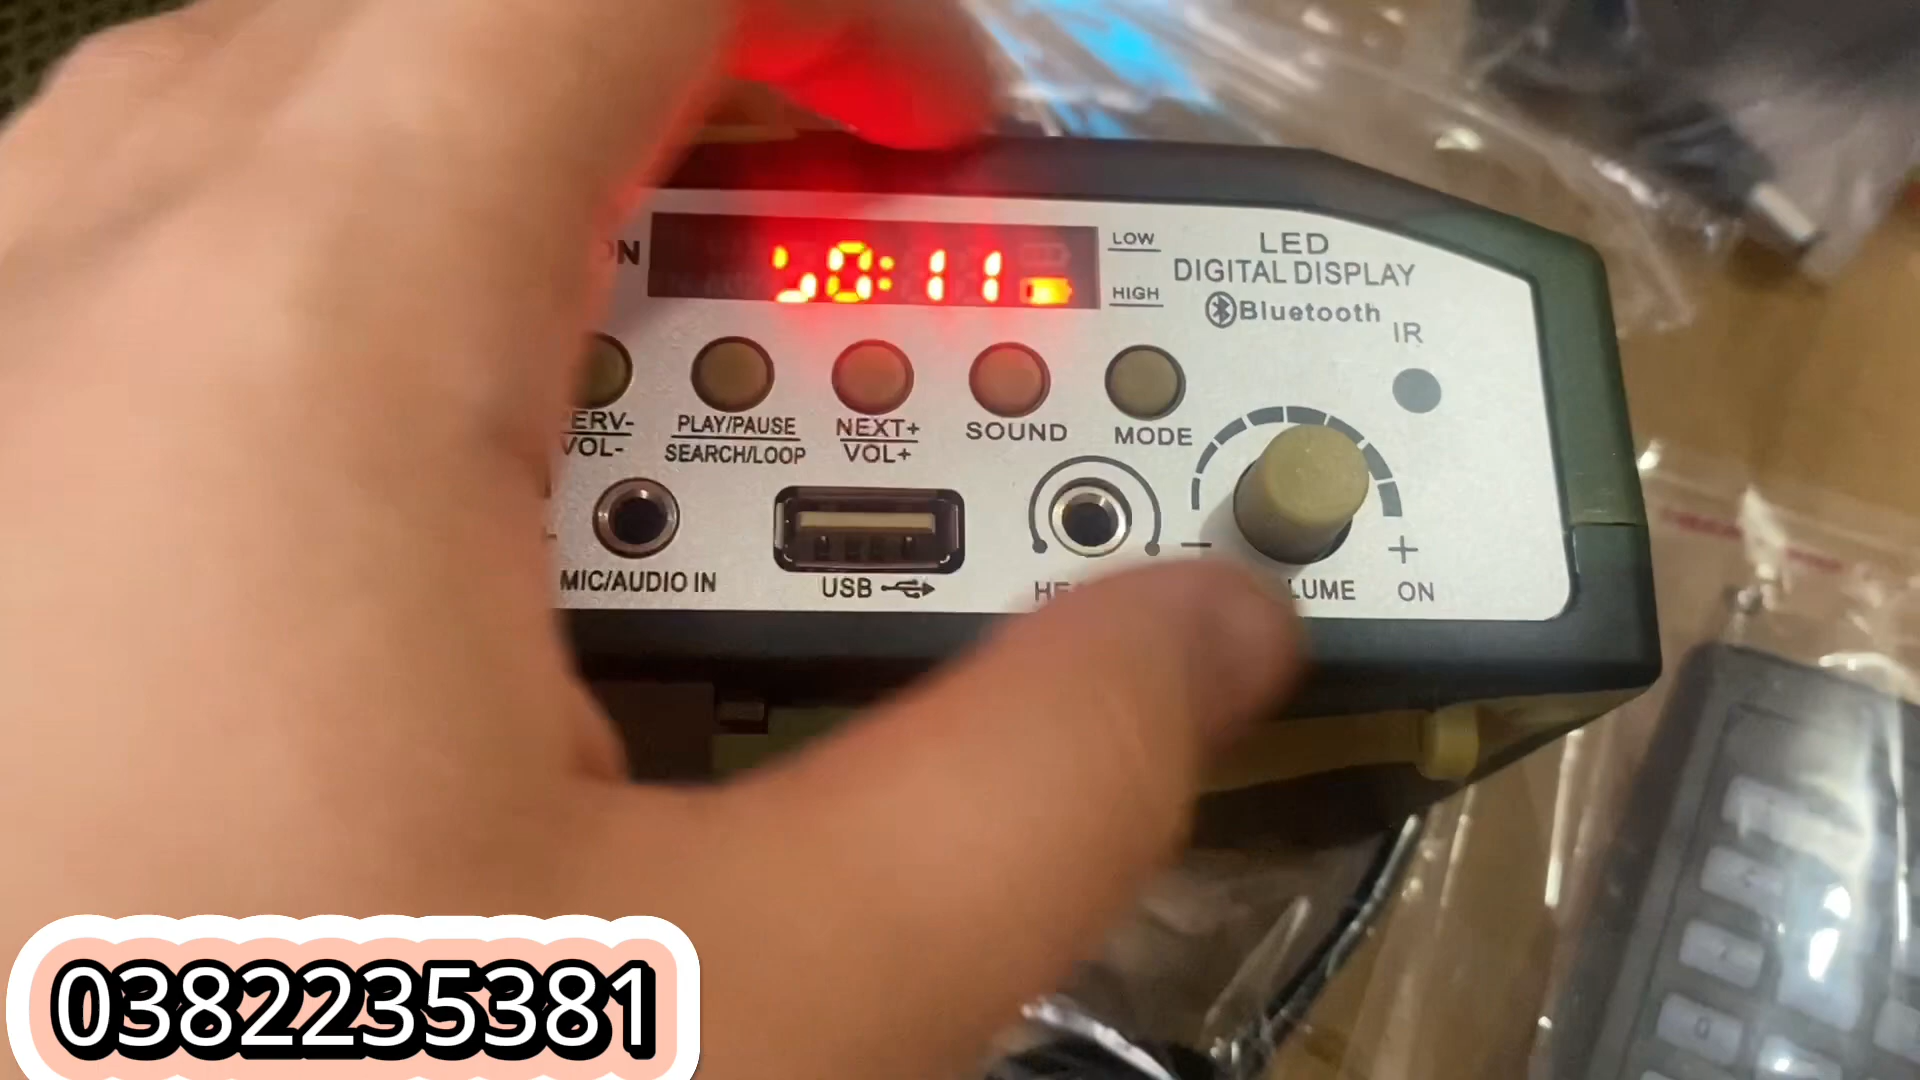 LOW
HIGH
LED
DIGITAL DISPLAY
Bluetooth
IR
PLAY/PAUSE
SEARCH/LOOP
NEXT+
VOL+
SOUND
MODE
VOL-
MIC/AUDIO IN
USB
− +
ON
0382235381